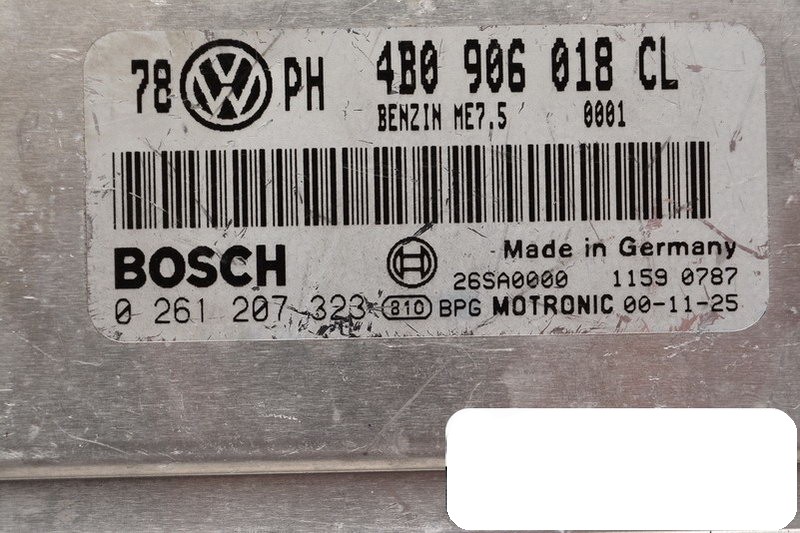 78 VW PH 4B0 906 018 CL
BENZIN ME7.5 0001
BOSCH
Made in Germany
26SA0000 1159 0787
0 261 207 323 810 BPG MOTRONIC 00-11-25